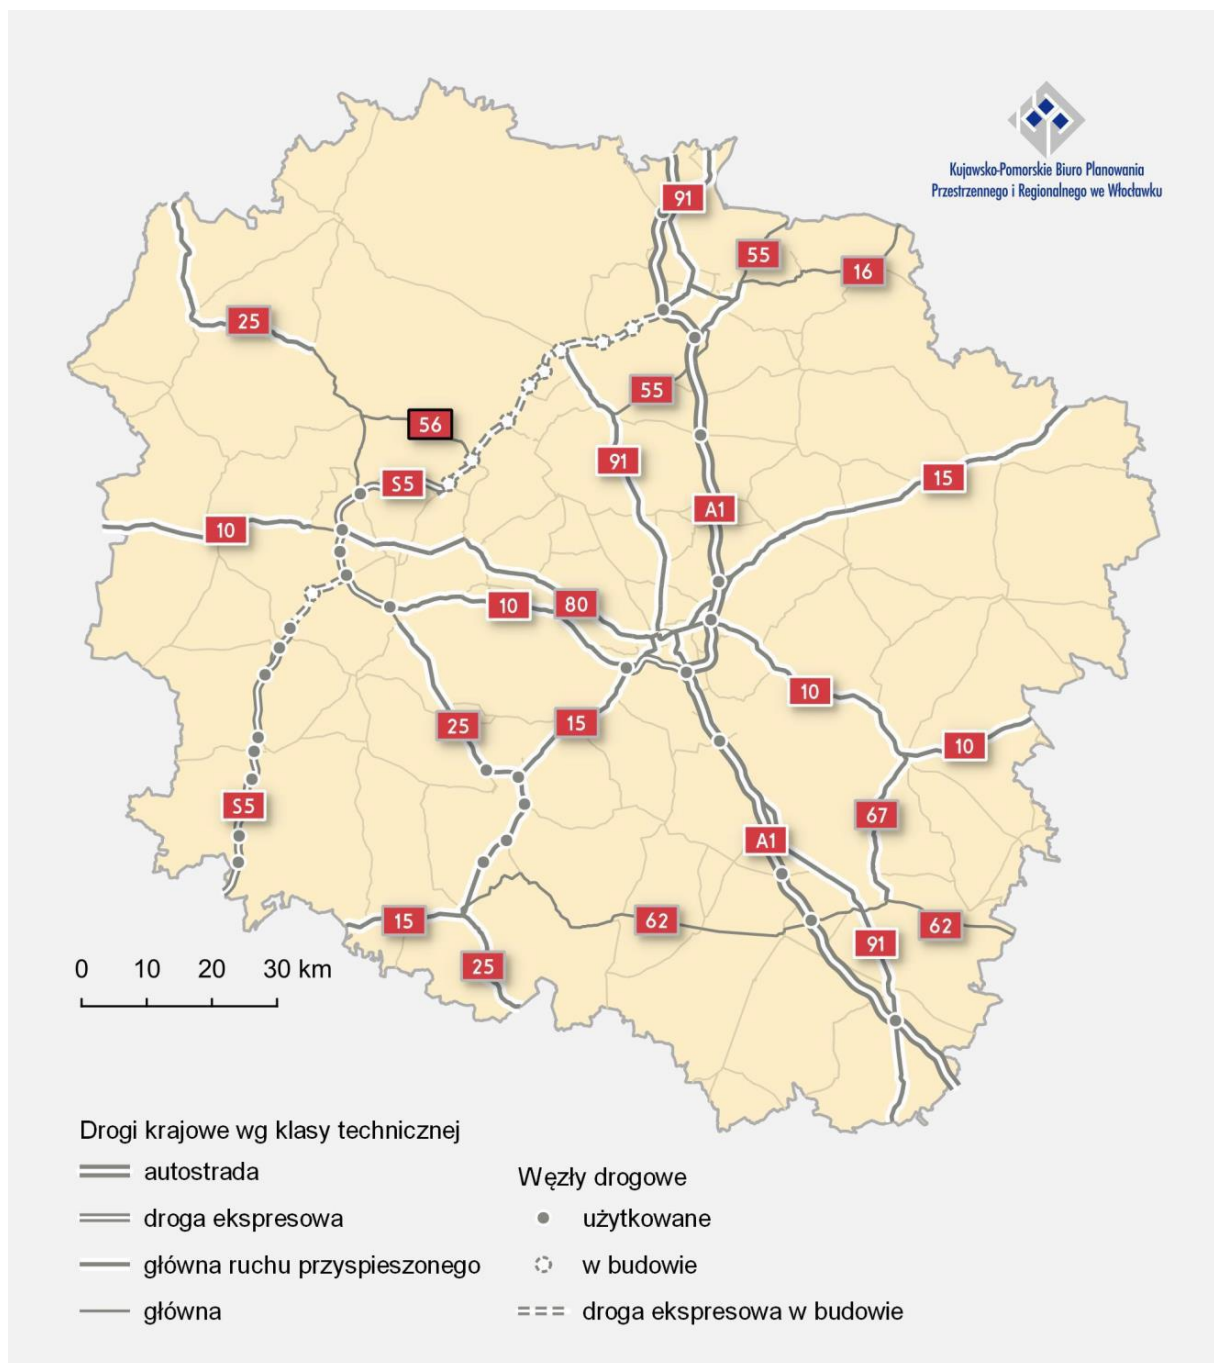 Kujawsko-Pomorskie Biuro Planowania
Przestrzennego i Regionalnego we Włocławku
91
55
16
25
55
56
91
S5
15
A1
10
10
80
10
25
15
10
S5
67
A1
15
62
62
91
25
0 10 20 30 km
Drogi krajowe wg klasy technicznej
autostrada
droga ekspresowa
główna ruchu przyspieszonego
główna
Węzły drogowe
użytkowane
w budowie
droga ekspresowa w budowie